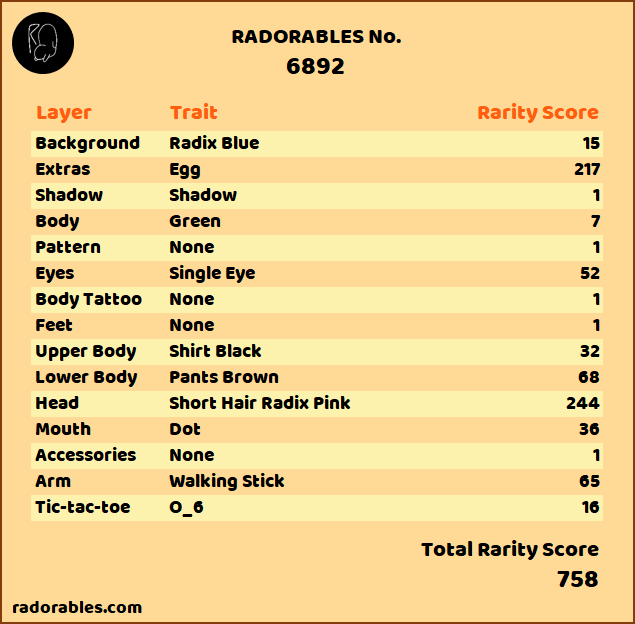 RADORABLES No.
6892
Layer Trait Rarity Score
Background Radix Blue 15
Extras Egg 217
Shadow Shadow 1
Body Green 7
Pattern None 1
Eyes Single Eye 52
Body Tattoo None 1
Feet None 1
Upper Body Shirt Black 32
Lower Body Pants Brown 68
Head Short Hair Radix Pink 244
Mouth Dot 36
Accessories None 1
Arm Walking Stick 65
Tic-tac-toe O_6 16
Total Rarity Score
758
radorables.com